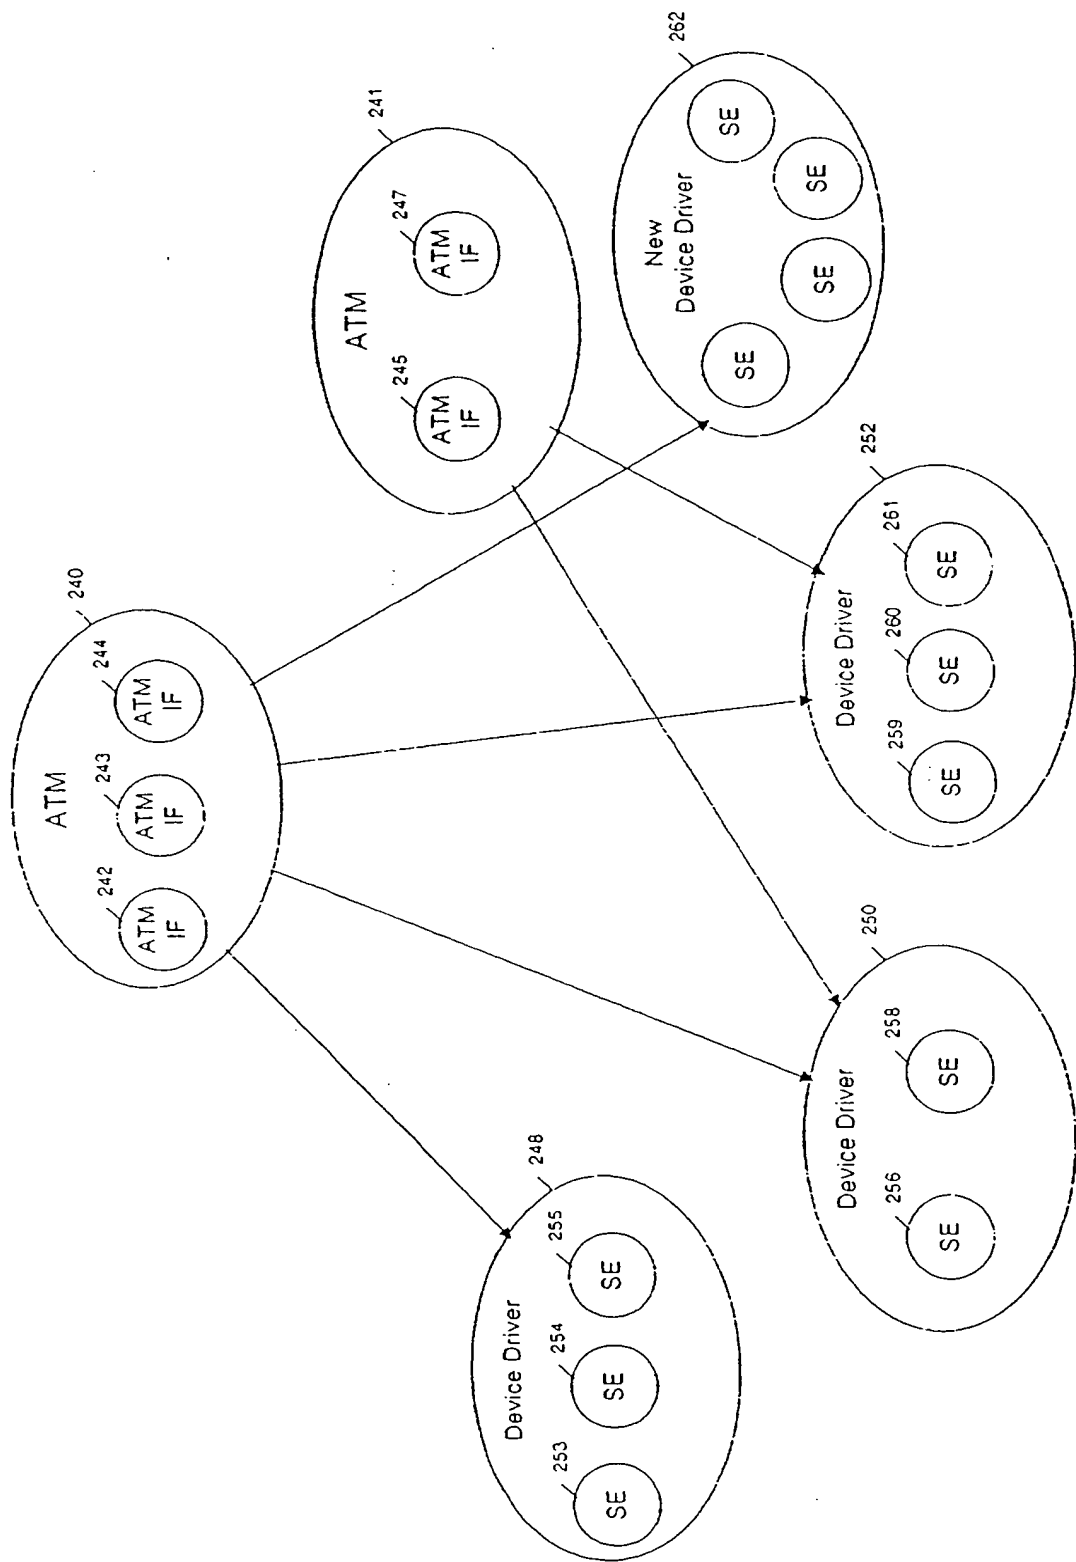 240
ATM
242
243
244
ATM
IF
ATM
IF
ATM
IF
241
ATM
245
247
ATM
IF
ATM
IF
248
Device Driver
253
254
255
SE
SE
SE
250
Device Driver
256
258
SE
SE
252
Device Driver
259
260
261
SE
SE
SE
262
New
Device Driver
SE
SE
SE
SE